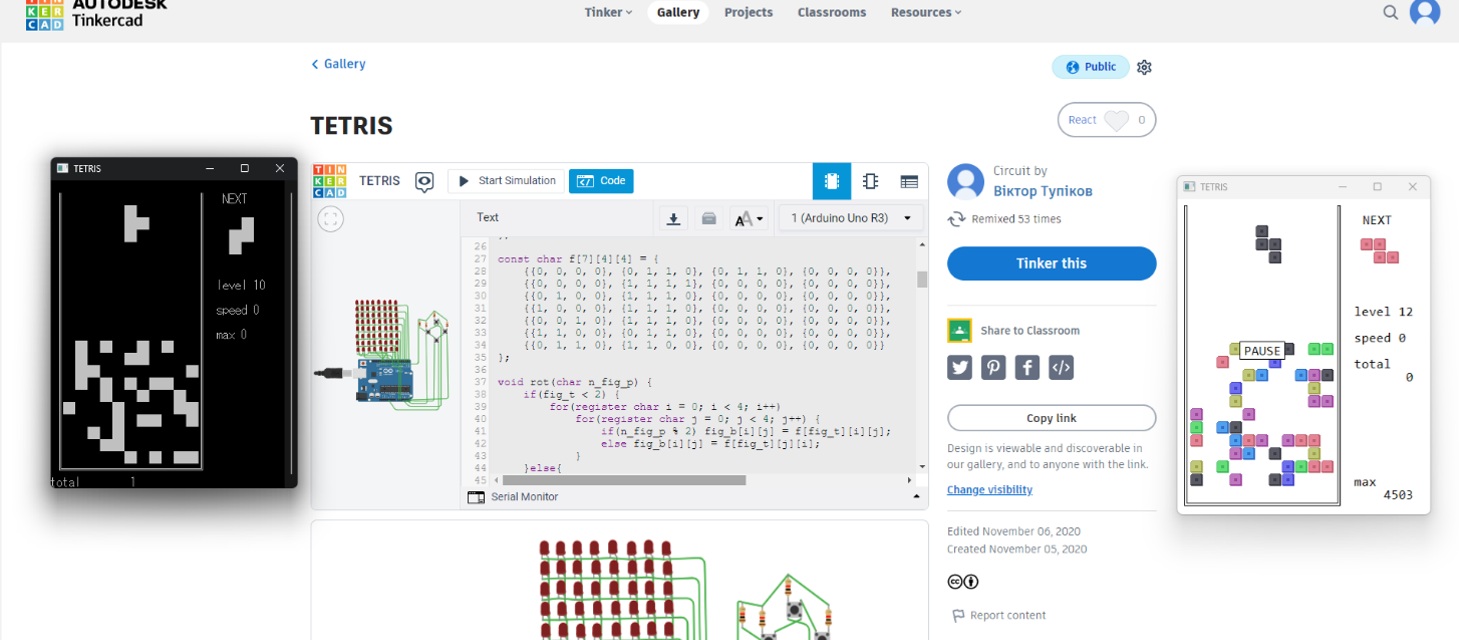 AUTODESK
Tinkercad
TIN
KER
CAD
Tinker
Gallery
Projects
Classrooms
Resources
Gallery
Public
TETRIS
React
0
TETRIS
NEXT
level 10
speed 0
max 0
total 1
TIN
KER
CAD
TETRIS
Start Simulation
Code
Text
AA
1 (Arduino Uno R3)
26 };
27 const char f[7][4][4] = {
28 {{0, 0, 0, 0}, {0, 1, 1, 0}, {0, 1, 1, 0}, {0, 0, 0, 0}},
29 {{0, 0, 0, 0}, {1, 1, 1, 1}, {0, 0, 0, 0}, {0, 0, 0, 0}},
30 {{0, 1, 0, 0}, {1, 1, 1, 0}, {0, 0, 0, 0}, {0, 0, 0, 0}},
31 {{1, 0, 0, 0}, {1, 1, 1, 0}, {0, 0, 0, 0}, {0, 0, 0, 0}},
32 {{0, 0, 1, 0}, {1, 1, 1, 0}, {0, 0, 0, 0}, {0, 0, 0, 0}},
33 {{1, 1, 0, 0}, {0, 1, 1, 0}, {0, 0, 0, 0}, {0, 0, 0, 0}},
34 {{0, 1, 1, 0}, {1, 1, 0, 0}, {0, 0, 0, 0}, {0, 0, 0, 0}}
35 };
36
37 void rot(char n_fig_p) {
38 if(fig_t < 2) {
39 for(register char i = 0; i < 4; i++)
40 for(register char j = 0; j < 4; j++) {
41 if(n_fig_p % 2) fig_b[i][j] = f[fig_t][i][j];
42 else fig_b[i][j] = f[fig_t][j][i];
43 }
44 }else{
45
Serial Monitor
Circuit by
Віктор Тупіков
Remixed 53 times
Tinker this
Share to Classroom
Copy link
Design is viewable and discoverable in
our gallery, and to anyone with the link.
Change visibility
Edited November 06, 2020
Created November 05, 2020
cc
Report content
TETRIS
NEXT
level 12
speed 0
total
0
PAUSE
max
4503